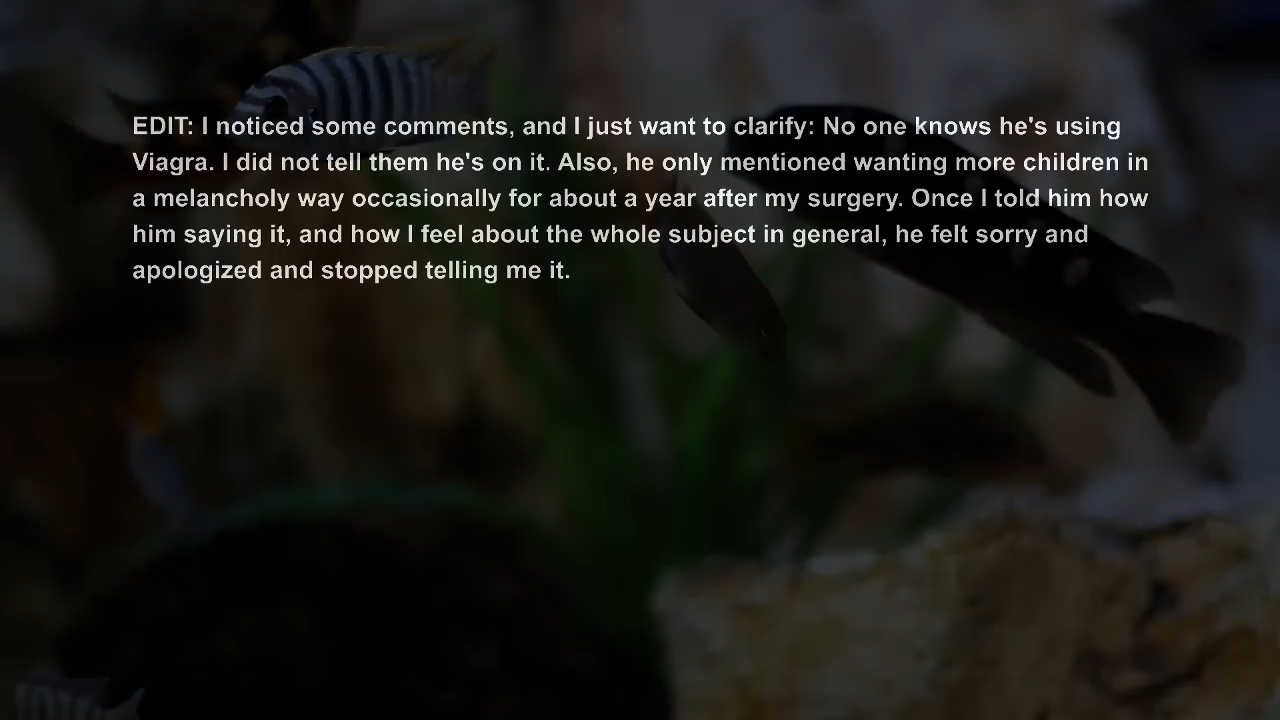 EDIT: I noticed some comments, and I just want to clarify: No one knows he's using
Viagra. I did not tell them he's on it. Also, he only mentioned wanting more children in
a melancholy way occasionally for about a year after my surgery. Once I told him how
him saying it, and how I feel about the whole subject in general, he felt sorry and
apologized and stopped telling me it.